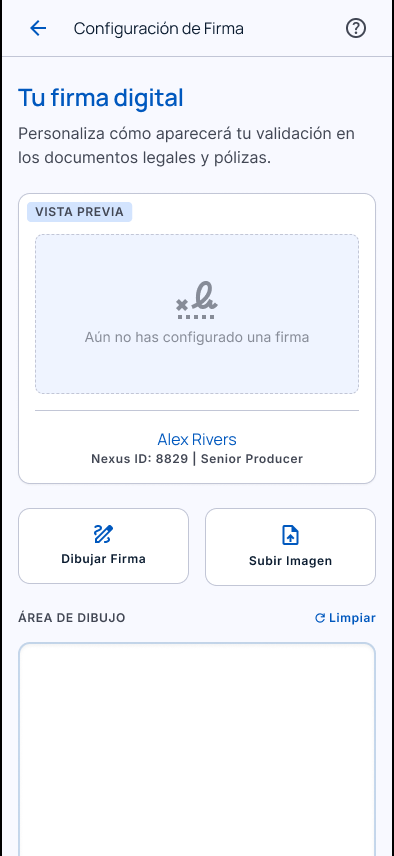 Configuración de Firma
Tu firma digital
Personaliza cómo aparecerá tu validación en
los documentos legales y pólizas.
VISTA PREVIA
Aún no has configurado una firma
Alex Rivers
Nexus ID: 8829 | Senior Producer
Dibujar Firma
Subir Imagen
ÁREA DE DIBUJO
Limpiar